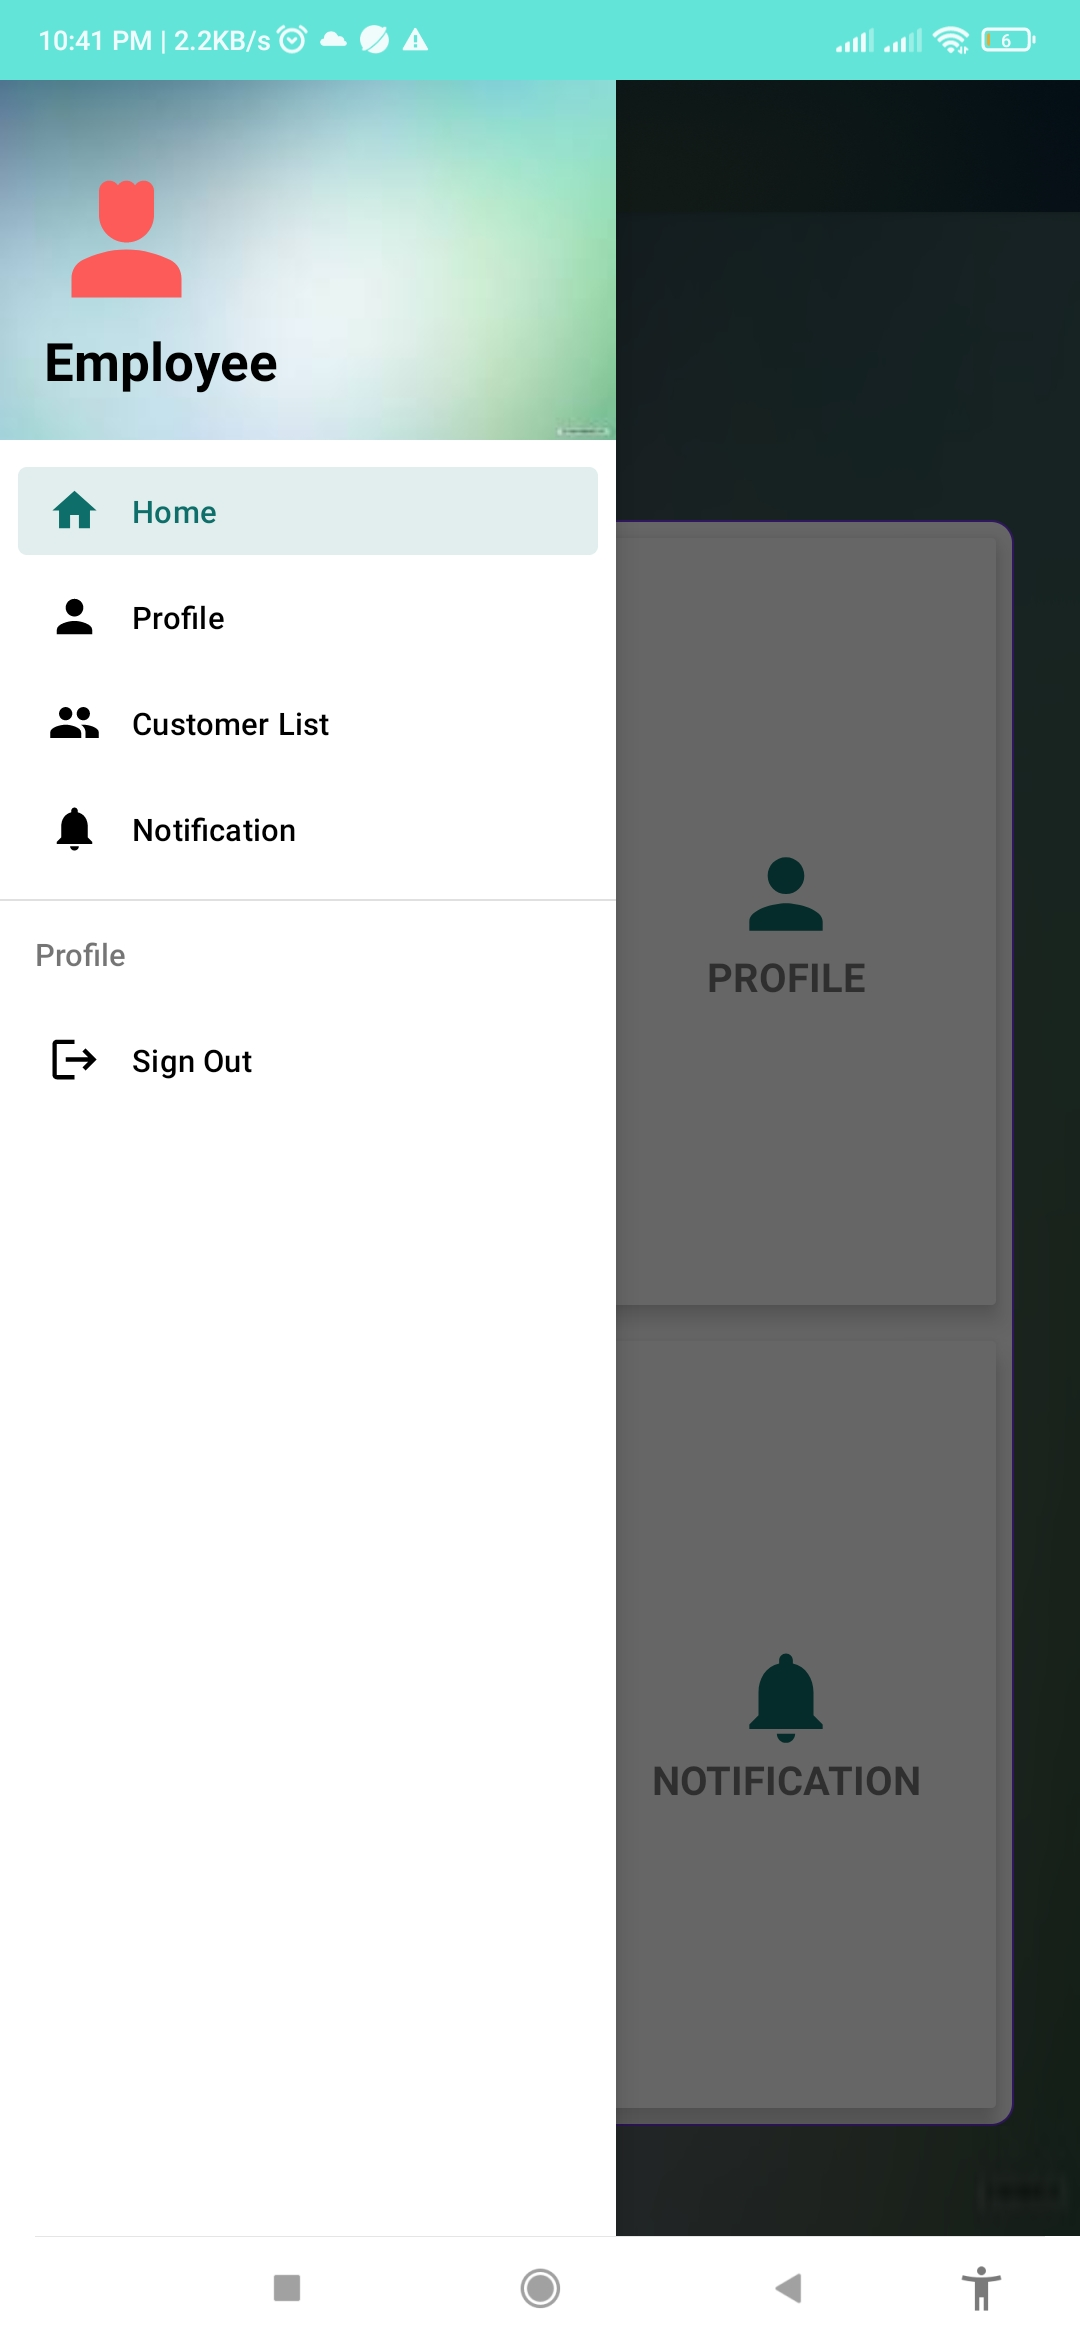 10:41 PM | 2.2KB/s
6
Employee
Home
Profile
Customer List
Notification
Profile
Sign Out
PROFILE
NOTIFICATION